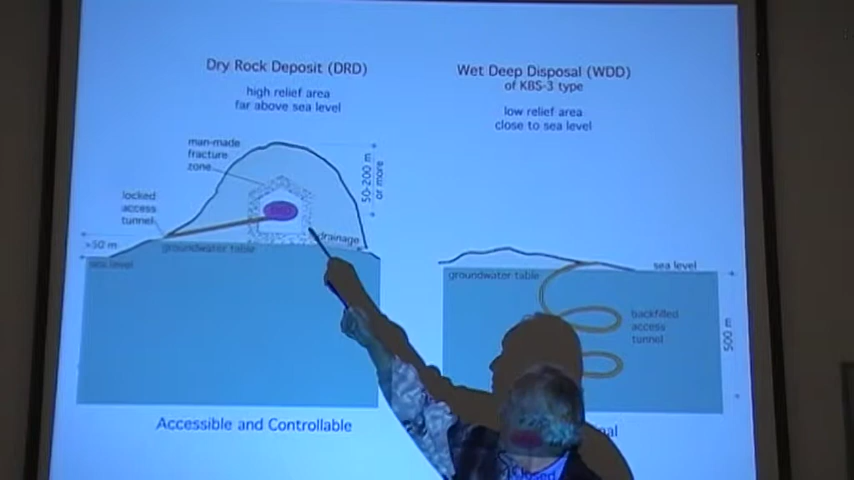 Dry Rock Deposit (DRD)
high relief area
far above sea level
man-made
fracture
zone
50-200 m
or more
locked
access
tunnel
DRD
drainage
>50 m
groundwater table
sea level
Accessible and Controllable
Wet Deep Disposal (WDD)
of KBS-3 type
low relief area
close to sea level
groundwater table
sea level
backfilled
access
tunnel
500 m
Closed